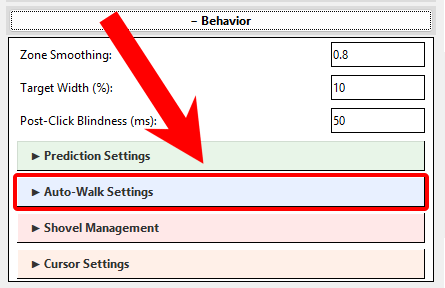 – Behavior
Zone Smoothing: 0.8
Target Width (%): 10
Post-Click Blindness (ms): 50
► Prediction Settings
► Auto-Walk Settings
► Shovel Management
► Cursor Settings